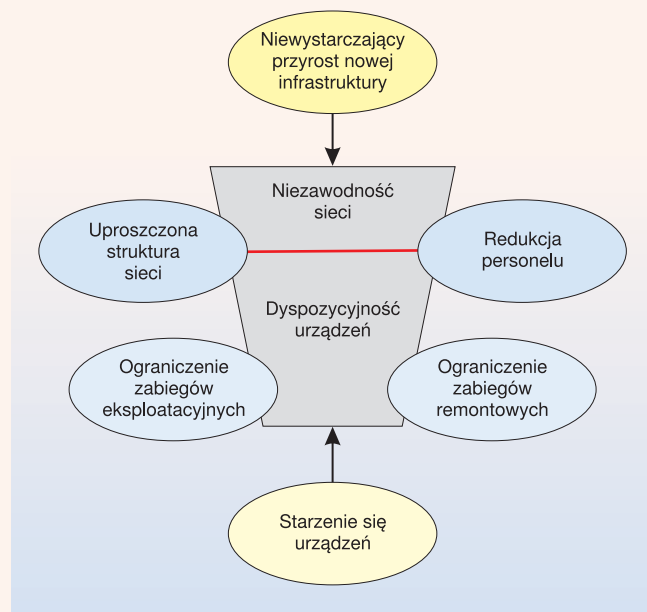 Niewystarczający
przyrost nowej
infrastruktury
Niezawodność
sieci
Uproszczona
struktura
sieci
Redukcja
personelu
Dyspozycyjność
urządzeń
Ograniczenie
zabiegów
eksploatacyjnych
Ograniczenie
zabiegów
remontowych
Starzenie się
urządzeń